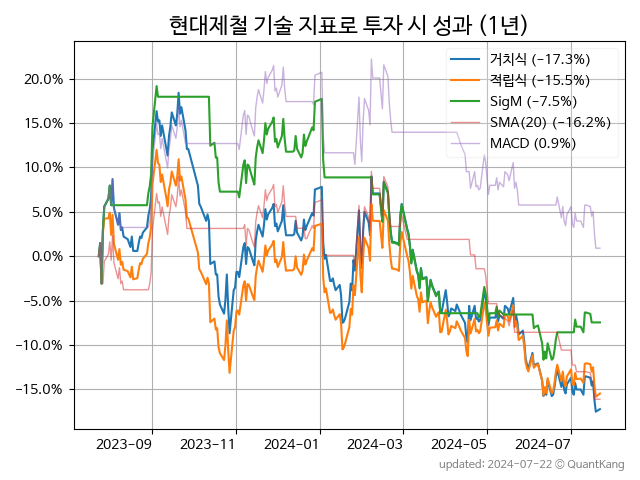 현대제철 기술 지표로 투자 시 성과 (1년)
거치식 (−17.3%)
적립식 (−15.5%)
SigM (−7.5%)
SMA(20) (−16.2%)
MACD (0.9%)
20.0%
15.0%
10.0%
5.0%
0.0%
−5.0%
−10.0%
−15.0%
2023−09
2023−11
2024−01
2024−03
2024−05
2024−07
updated: 2024-07-22 © QuantKang